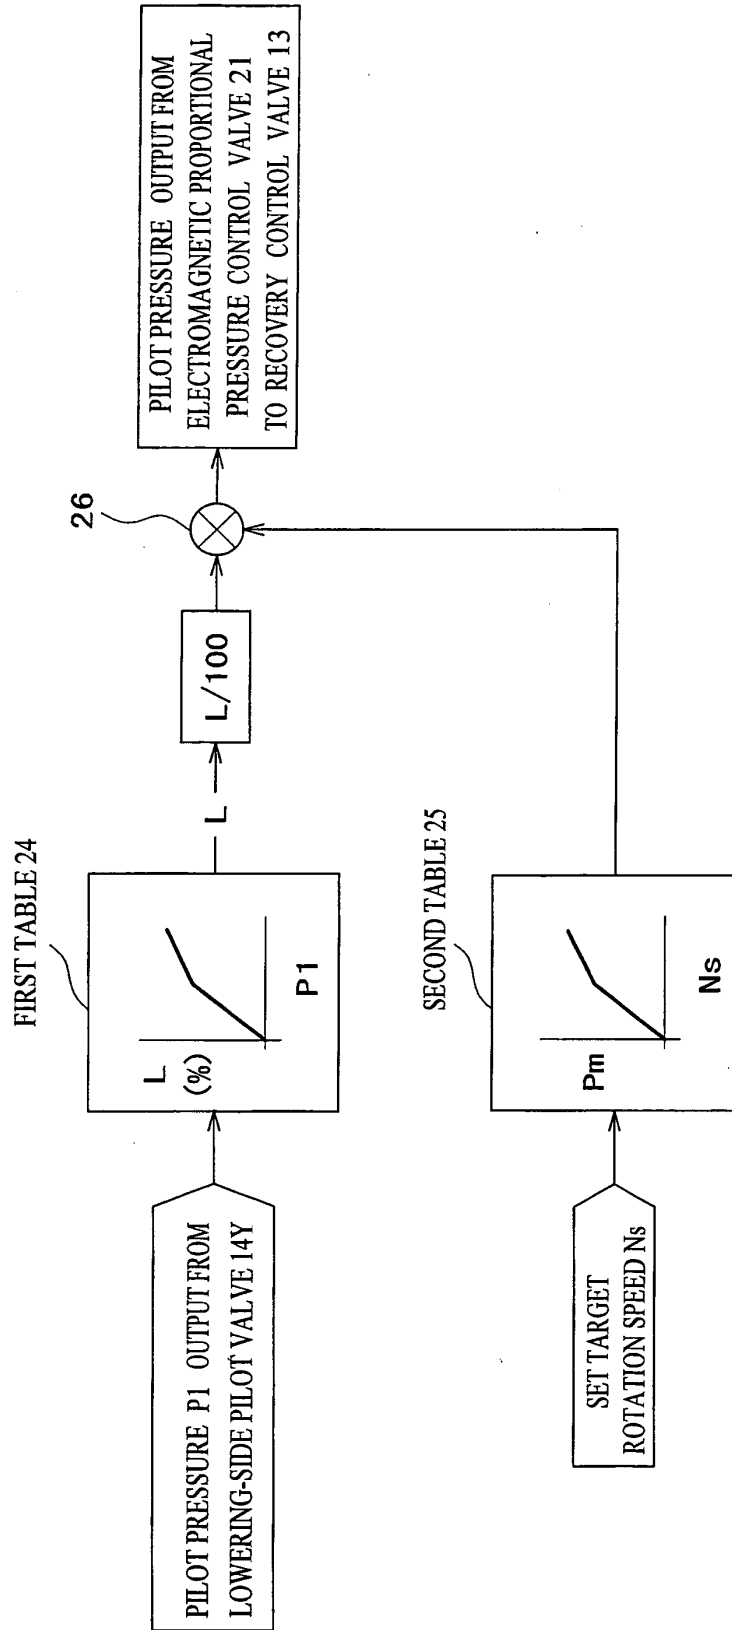 PILOT PRESSURE P1 OUTPUT FROM
LOWERING-SIDE PILOT VALVE 14Y
FIRST TABLE 24
L
(%)
P1
L
L/100
26
PILOT PRESSURE OUTPUT FROM
ELECTROMAGNETIC PROPORTIONAL
PRESSURE CONTROL VALVE 21
TO RECOVERY CONTROL VALVE 13
SET TARGET
ROTATION SPEED Ns
SECOND TABLE 25
Pm
Ns